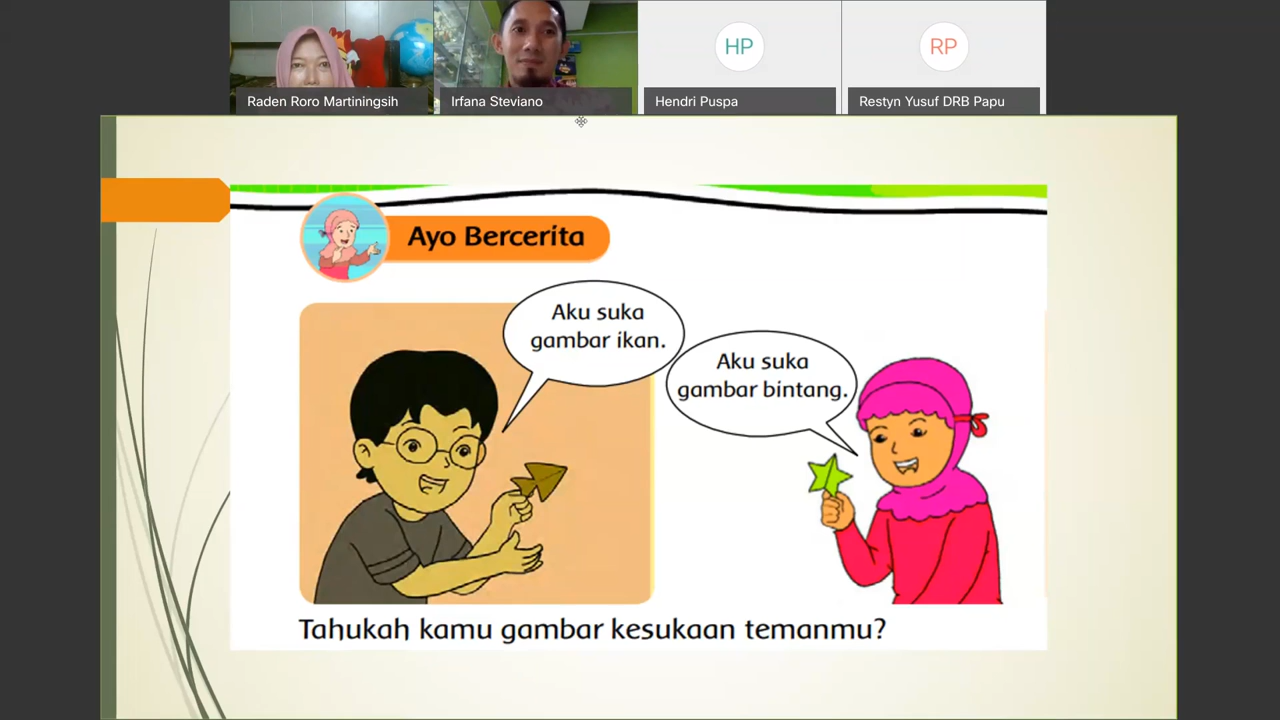 Raden Roro Martiningsih
Irfana Steviano
HP
Hendri Puspa
RP
Restyn Yusuf DRB Papu
Ayo Bercerita
Aku suka
gambar ikan.
Aku suka
gambar bintang.
Tahukah kamu gambar kesukaan temanmu?